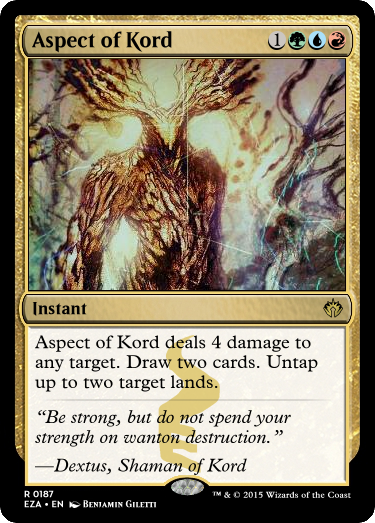 Aspect of Kord 1
Instant
Aspect of Kord deals 4 damage to
any target. Draw two cards. Untap
up to two target lands.
“Be strong, but do not spend your
strength on wanton destruction.”
—Dextus, Shaman of Kord
R 0187
EZA • EN Benjamin Giletti
™ & © 2015 Wizards of the Coast